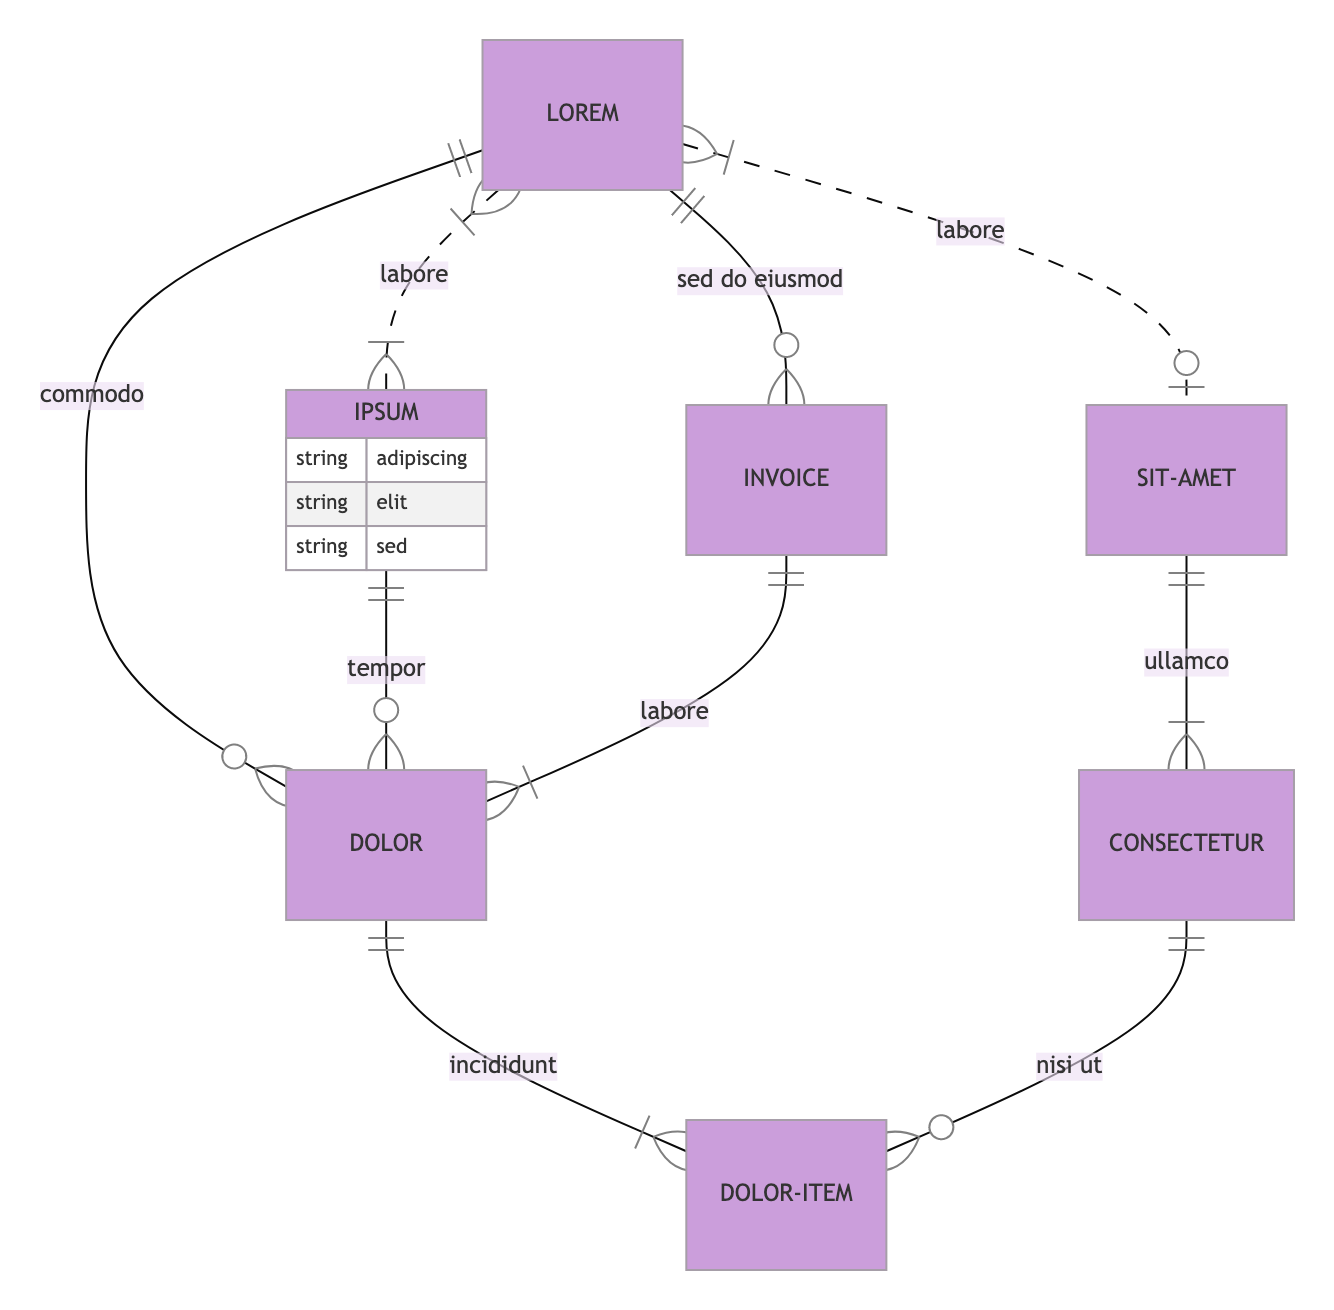 LOREM
labore
labore
sed do eiusmod
commodo
IPSUM
string adipiscing
string elit
string sed
INVOICE
SIT-AMET
tempor
labore
ullamco
DOLOR
CONSECTETUR
incididunt
nisi ut
DOLOR-ITEM